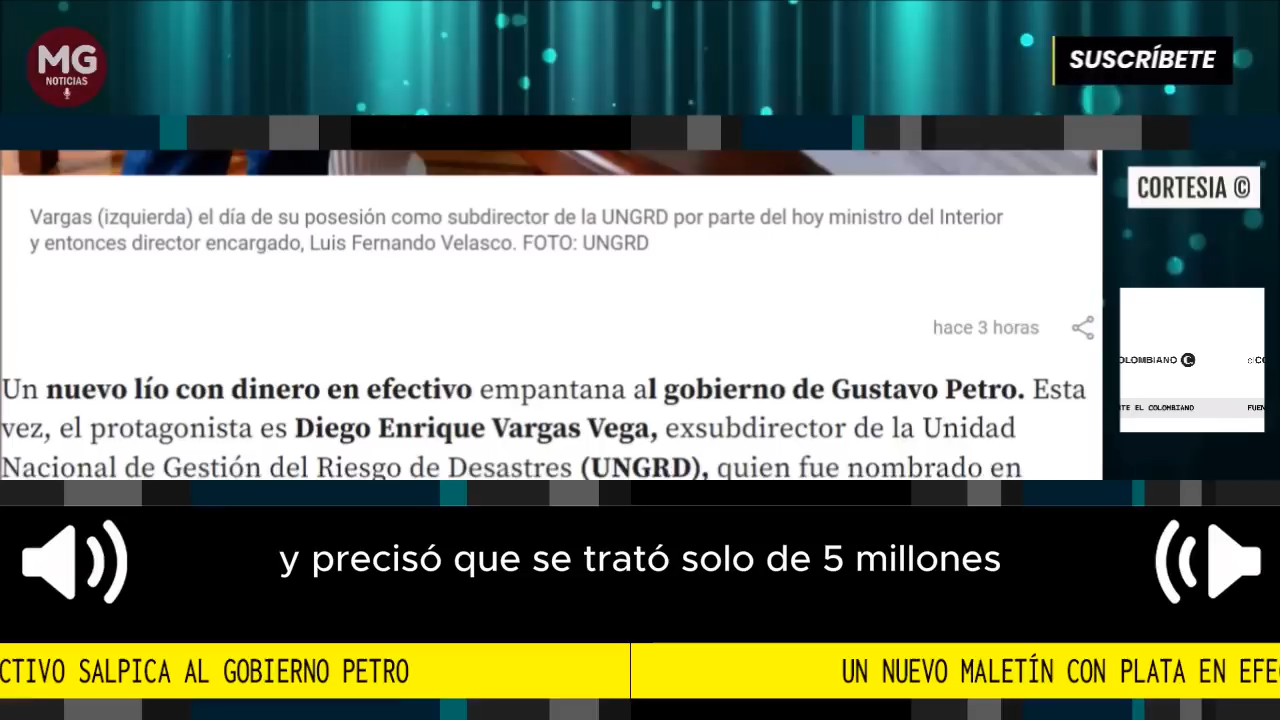 MG
NOTICIAS
SUSCRÍBETE
CORTESIA ©
Vargas (izquierda) el día de su posesión como subdirector de la UNGRD por parte del hoy ministro del Interior
y entonces director encargado, Luis Fernando Velasco. FOTO: UNGRD
hace 3 horas
OLOMBIANO C
TE EL COLOMBIANO FUEN
Un nuevo lío con dinero en efectivo empantana al gobierno de Gustavo Petro. Esta
vez, el protagonista es Diego Enrique Vargas Vega, exsubdirector de la Unidad
Nacional de Gestión del Riesgo de Desastres (UNGRD), quien fue nombrado en
y precisó que se trató solo de 5 millones
CTIVO SALPICA AL GOBIERNO PETRO
UN NUEVO MALETÍN CON PLATA EN EFE